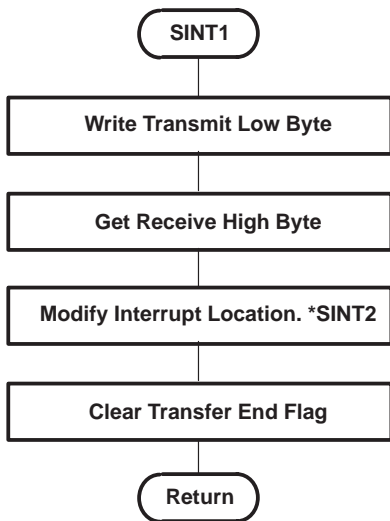 SINT1
Write Transmit Low Byte
Get Receive High Byte
Modify Interrupt Location. *SINT2
Clear Transfer End Flag
Return